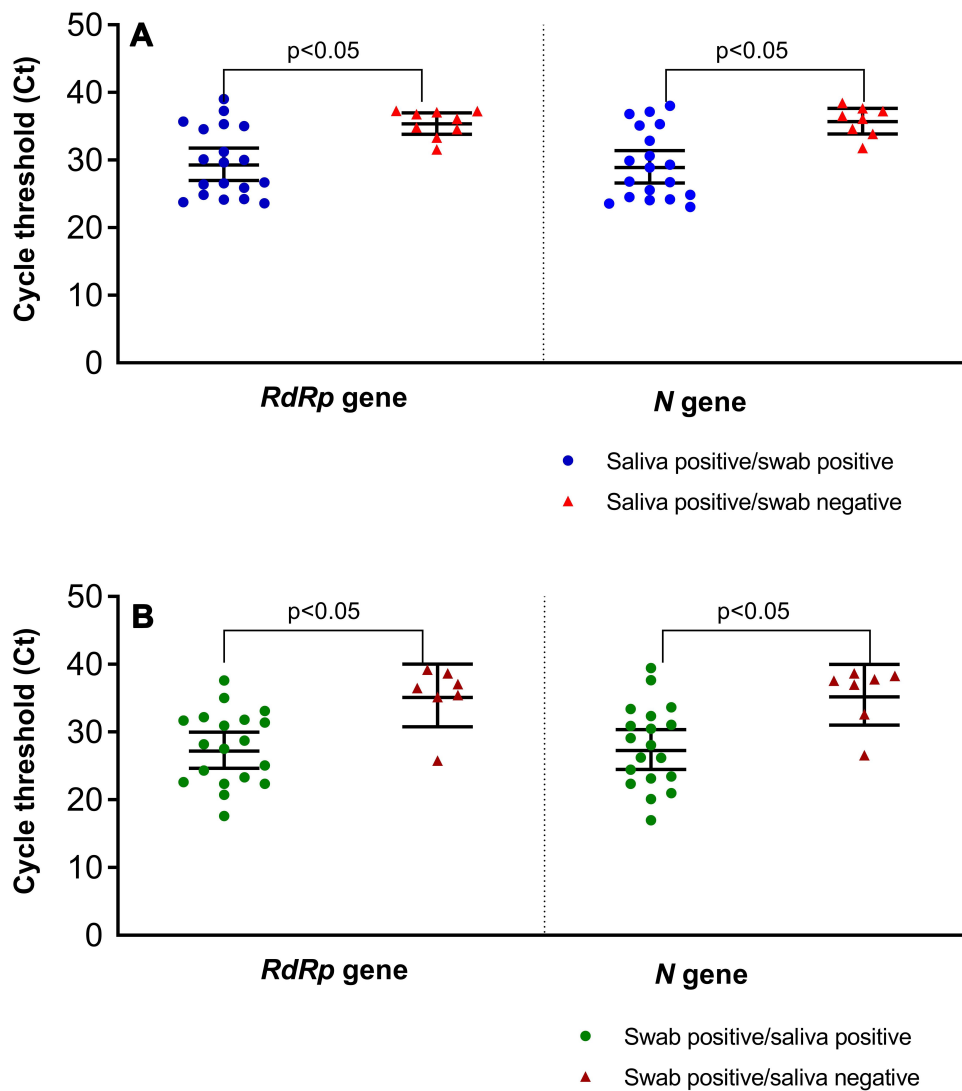 A
50
40
30
20
10
0
Cycle threshold (Ct)
p<0.05
p<0.05
RdRp gene
N gene
Saliva positive/swab positive
Saliva positive/swab negative
B
50
40
30
20
10
0
Cycle threshold (Ct)
p<0.05
p<0.05
RdRp gene
N gene
Swab positive/saliva positive
Swab positive/saliva negative